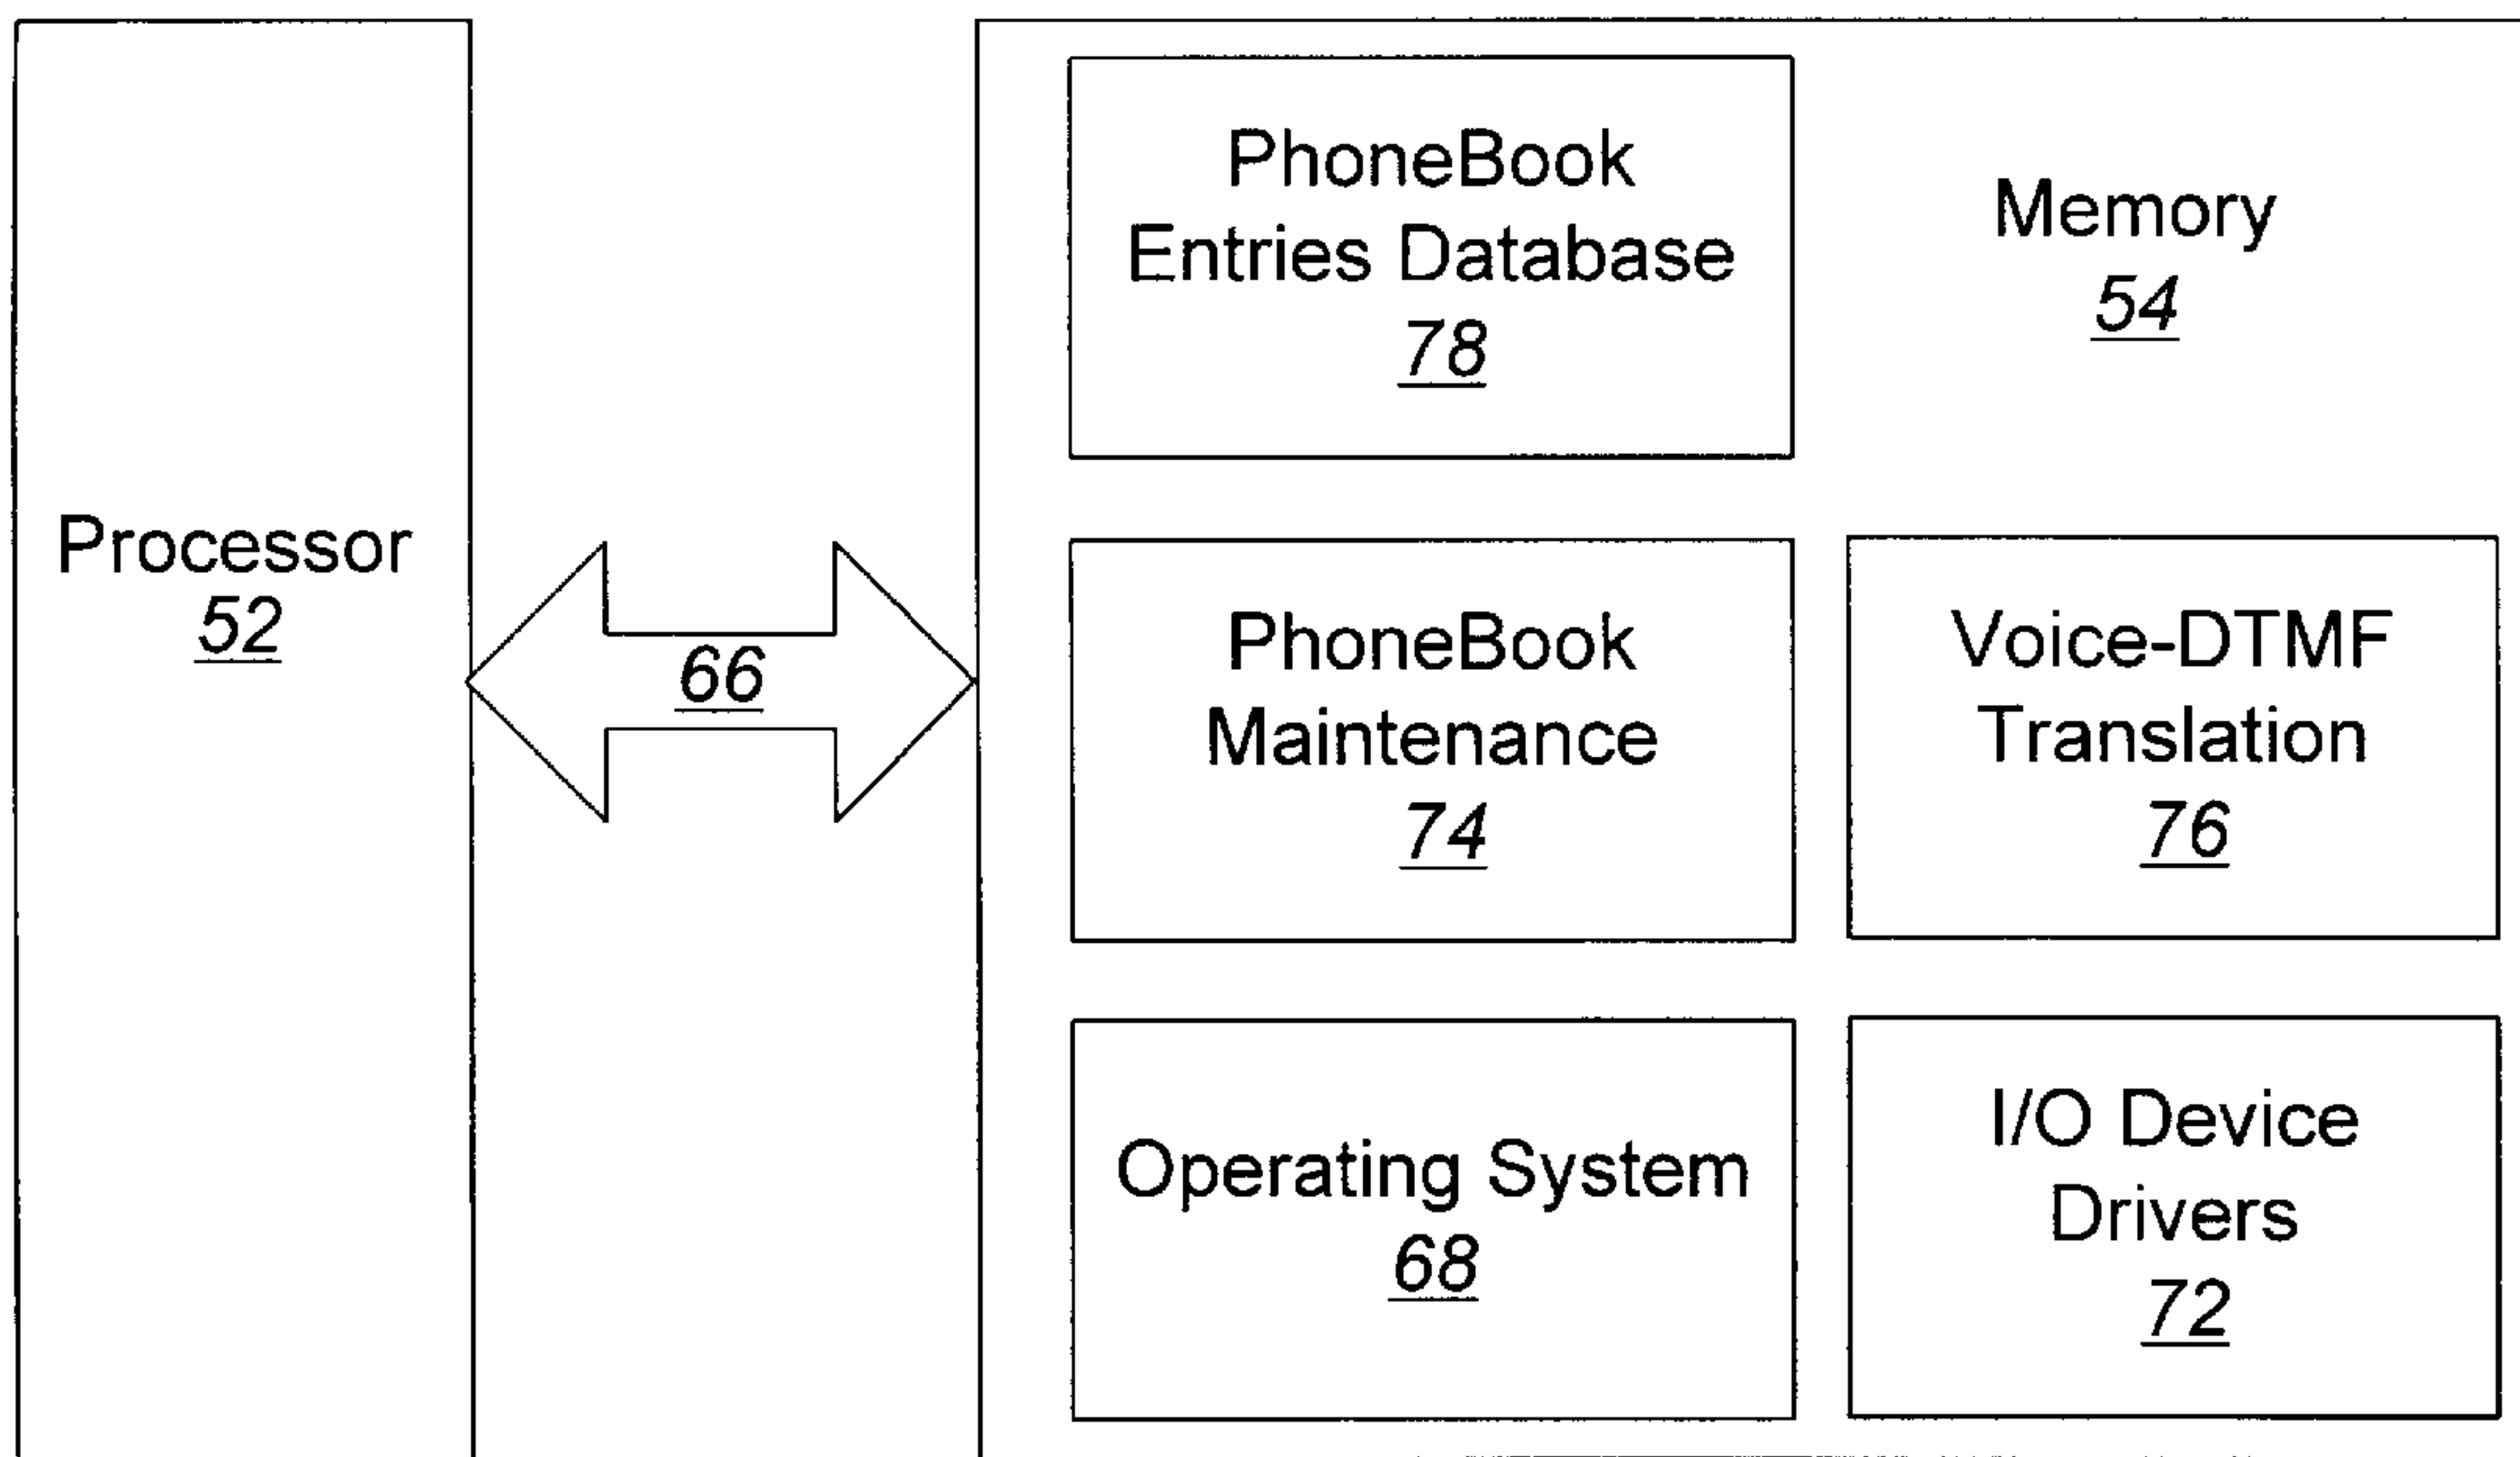 Processor
52
66
PhoneBook
Entries Database
78
Memory
54
PhoneBook
Maintenance
74
Voice-DTMF
Translation
76
Operating System
68
I/O Device
Drivers
72